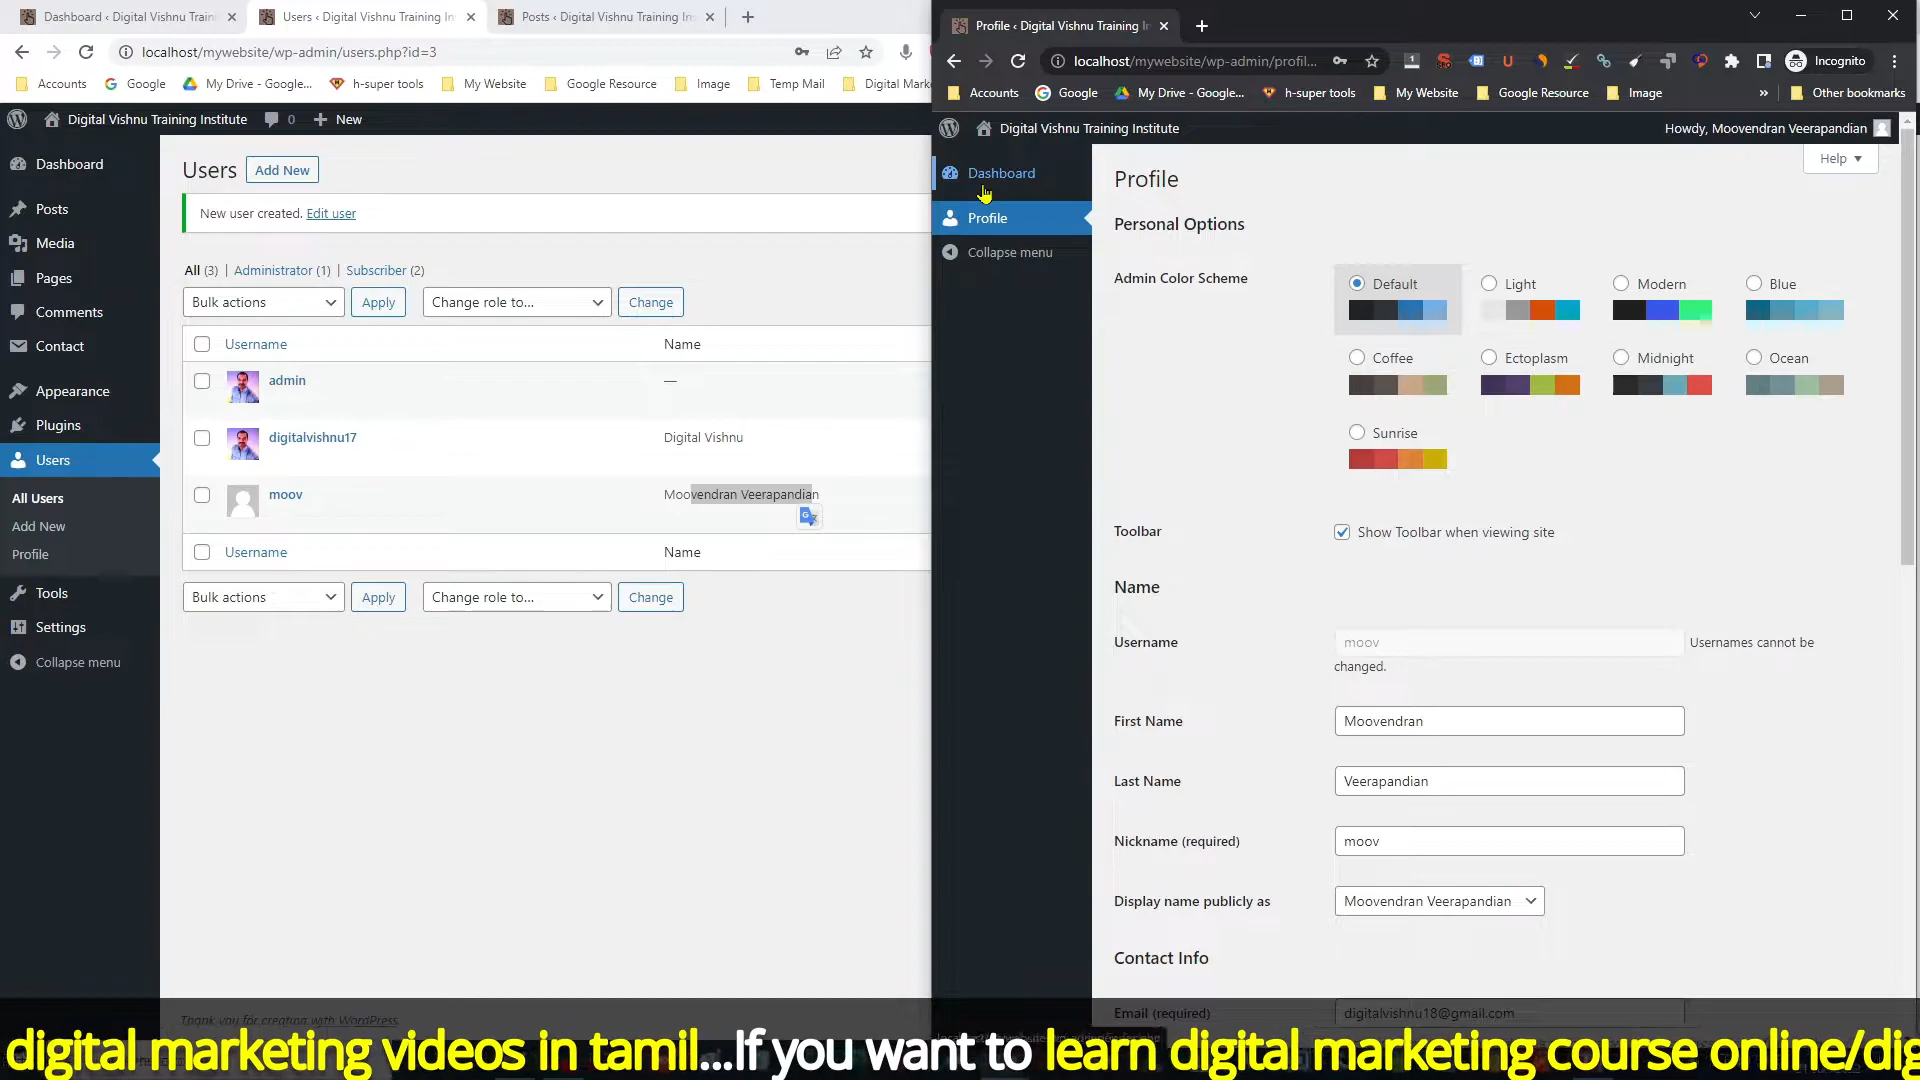 Dashboard ‹ Digital Vishnu Train
Users ‹ Digital Vishnu Training In
Posts ‹ Digital Vishnu Training Ins
localhost/mywebsite/wp-admin/users.php?id=3
Accounts Google My Drive - Google... h-super tools My Website Google Resource Image Temp Mail Digital Mark
Digital Vishnu Training Institute 0 New
Dashboard
Posts
Media
Pages
Comments
Contact
Appearance
Plugins
Users
All Users
Add New
Profile
Tools
Settings
Collapse menu
Users Add New
New user created. Edit user
All (3) | Administrator (1) | Subscriber (2)
Bulk actions Apply Change role to... Change
Username Name
admin —
digitalvishnu17 Digital Vishnu
moov Moovendran Veerapandian
Username Name
Bulk actions Apply Change role to... Change
Thank you for creating with WordPress.
Profile ‹ Digital Vishnu Training In
localhost/mywebsite/wp-admin/profil... Incognito
Accounts Google My Drive - Google... h-super tools My Website Google Resource Image » Other bookmarks
Digital Vishnu Training Institute Howdy, Moovendran Veerapandian
Dashboard
Profile
Collapse menu
Help
Profile
Personal Options
Admin Color Scheme
Default Light Modern Blue
Coffee Ectoplasm Midnight Ocean
Sunrise
Toolbar Show Toolbar when viewing site
Name
Username moov Usernames cannot be
changed.
First Name Moovendran
Last Name Veerapandian
Nickname (required) moov
Display name publicly as Moovendran Veerapandian
Contact Info
Email (required) digitalvishnu18@gmail.com
digital marketing videos in tamil...If you want to learn digital marketing course online/dig